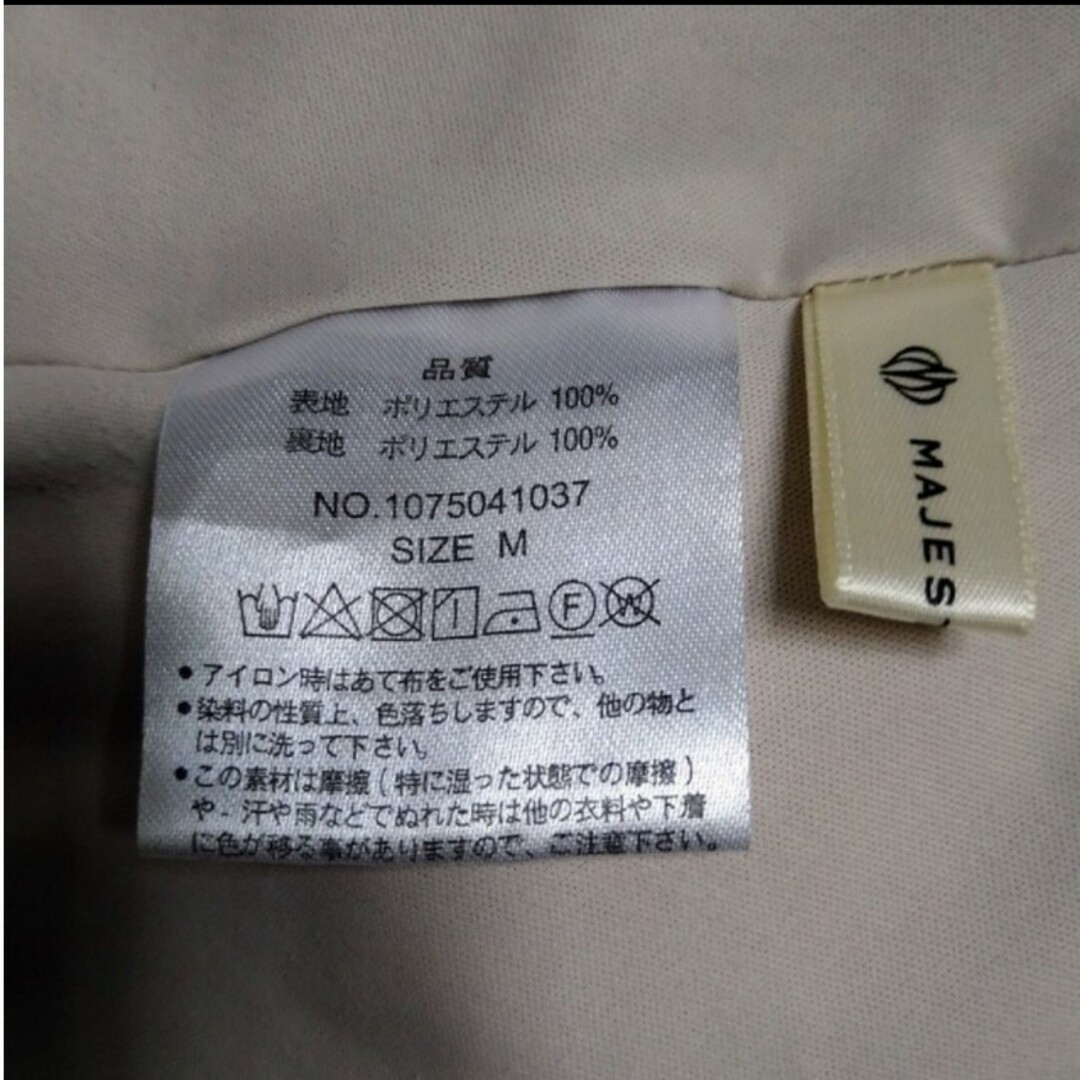 品質
表地 ポリエステル 100%
裏地 ポリエステル 100%
NO.1075041037
SIZE M
F W
• アイロン時はあて布をご使用下さい。
• 染料の性質上、色落ちしますので、他の物と
は別に洗って下さい。
• この素材は摩擦(特に湿った状態での摩擦)
や、汗や雨などでぬれた時は他の衣料や下着
に色が移る事がありますので、ご注意下さい。
MAJES